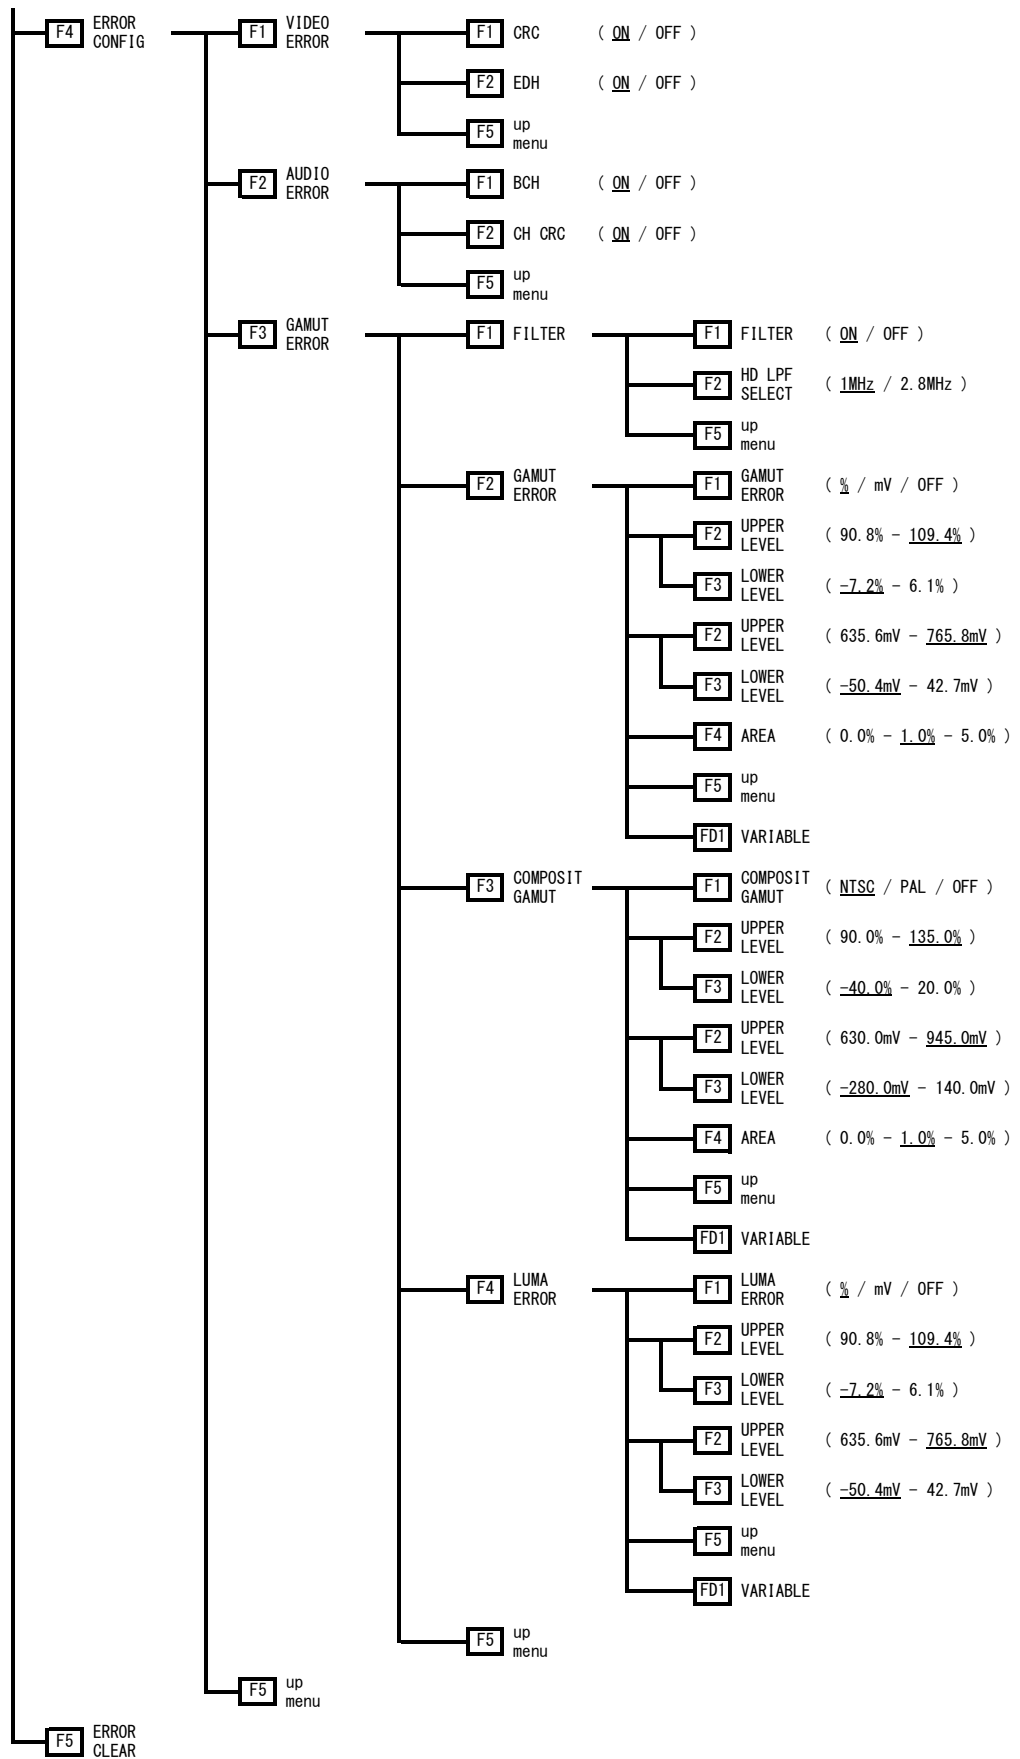 F4 ERROR CONFIG F1 VIDEO ERROR F1 CRC ( ON / OFF )
F2 EDH ( ON / OFF )
F5 up menu
F2 AUDIO ERROR F1 BCH ( ON / OFF )
F2 CH CRC ( ON / OFF )
F5 up menu
F3 GAMUT ERROR F1 FILTER F1 FILTER ( ON / OFF )
F2 HD LPF SELECT ( 1MHz / 2.8MHz )
F5 up menu
F2 GAMUT ERROR F1 GAMUT ERROR ( % / mV / OFF )
F2 UPPER LEVEL ( 90.8% - 109.4% )
F3 LOWER LEVEL ( -7.2% - 6.1% )
F2 UPPER LEVEL ( 635.6mV - 765.8mV )
F3 LOWER LEVEL ( -50.4mV - 42.7mV )
F4 AREA ( 0.0% - 1.0% - 5.0% )
F5 up menu
FD1 VARIABLE
F3 COMPOSIT GAMUT F1 COMPOSIT GAMUT ( NTSC / PAL / OFF )
F2 UPPER LEVEL ( 90.0% - 135.0% )
F3 LOWER LEVEL ( -40.0% - 20.0% )
F2 UPPER LEVEL ( 630.0mV - 945.0mV )
F3 LOWER LEVEL ( -280.0mV - 140.0mV )
F4 AREA ( 0.0% - 1.0% - 5.0% )
F5 up menu
FD1 VARIABLE
F4 LUMA ERROR F1 LUMA ERROR ( % / mV / OFF )
F2 UPPER LEVEL ( 90.8% - 109.4% )
F3 LOWER LEVEL ( -7.2% - 6.1% )
F2 UPPER LEVEL ( 635.6mV - 765.8mV )
F3 LOWER LEVEL ( -50.4mV - 42.7mV )
F5 up menu
FD1 VARIABLE
F5 up menu
F5 up menu
F5 ERROR CLEAR